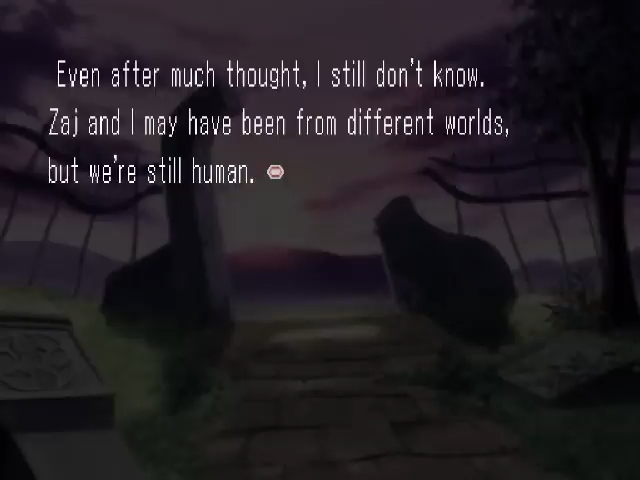 Even after much thought, I still don't know.
Zaj and I may have been from different worlds,
but we're still human.